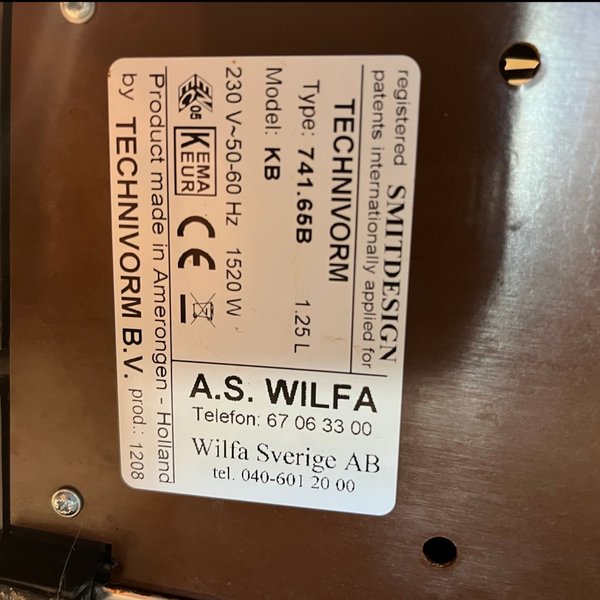 registered SMITDESIGN
patents internationally applied for
TECHNIVORM
Type: 741.65B 1.25 L
Model: KB
230 V~50-60 Hz 1520 W
05 KEMA KEUR CE
Product made in Amerongen - Holland
by TECHNIVORM B.V. prod.: 1208
A.S. WILFA
Telefon: 67 06 33 00
Wilfa Sverige AB
tel. 040-601 20 00